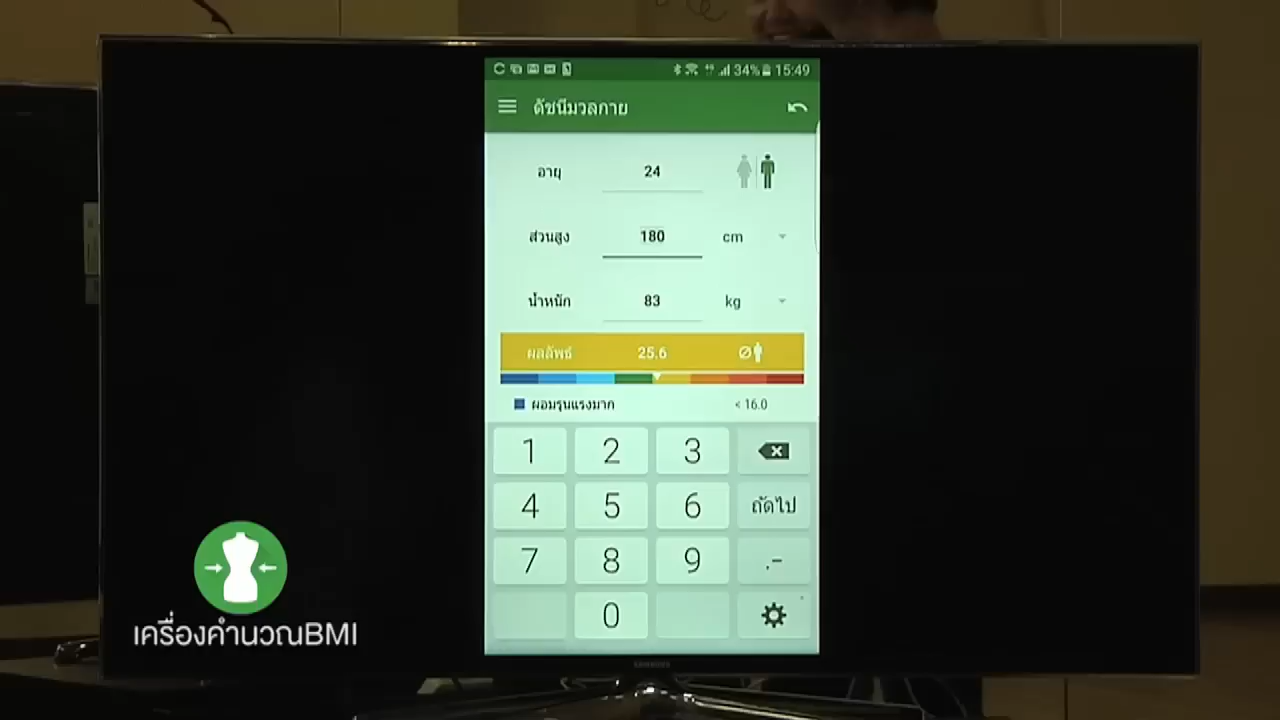 34% 15:49
ดัชนีมวลกาย
อายุ 24
ส่วนสูง 180 cm
น้ำหนัก 83 kg
ผลลัพธ์ 25.6
ผอมรุนแรงมาก < 16.0
1 2 3
4 5 6 ถัดไป
7 8 9 .-
0
เครื่องคำนวณBMI
SAMSUNG